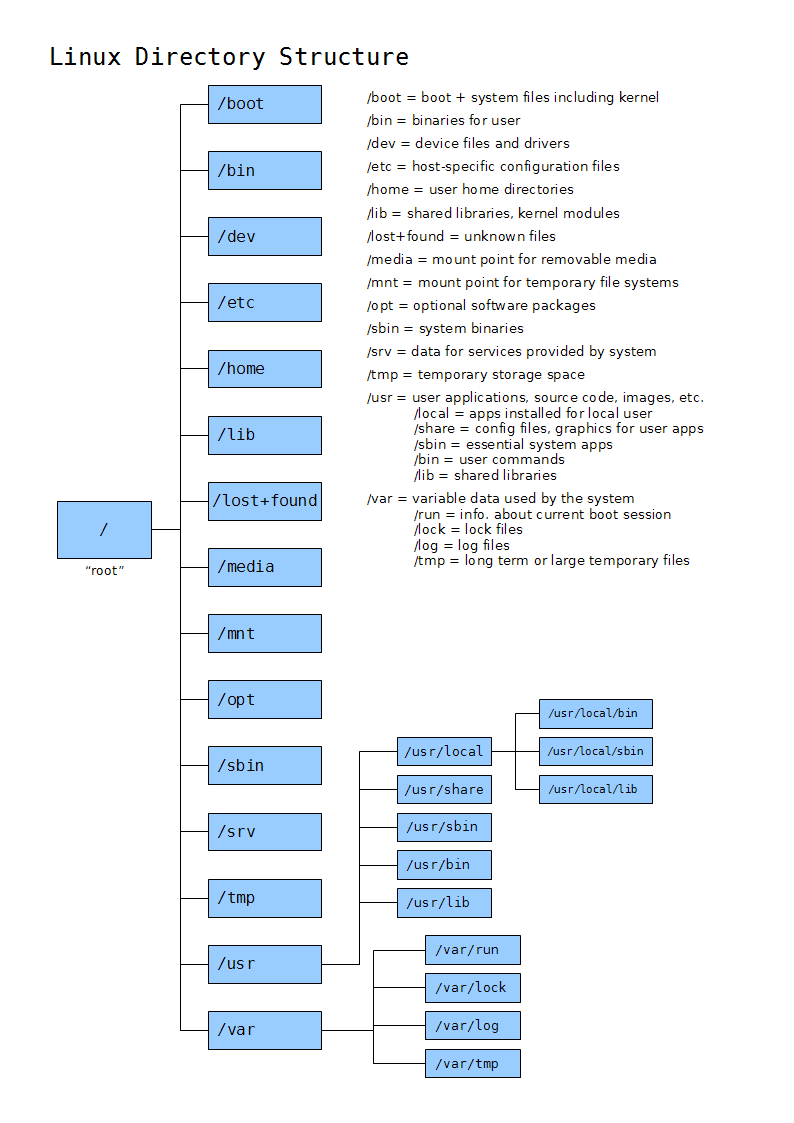 Linux Directory Structure
/boot
/bin
/dev
/etc
/home
/lib
/lost+found
/media
/mnt
/opt
/sbin
/srv
/tmp
/usr
/var
/
“root”
/boot = boot + system files including kernel
/bin = binaries for user
/dev = device files and drivers
/etc = host-specific configuration files
/home = user home directories
/lib = shared libraries, kernel modules
/lost+found = unknown files
/media = mount point for removable media
/mnt = mount point for temporary file systems
/opt = optional software packages
/sbin = system binaries
/srv = data for services provided by system
/tmp = temporary storage space
/usr = user applications, source code, images, etc.
/local = apps installed for local user
/share = config files, graphics for user apps
/sbin = essential system apps
/bin = user commands
/lib = shared libraries
/var = variable data used by the system
/run = info. about current boot session
/lock = lock files
/log = log files
/tmp = long term or large temporary files
/usr/local
/usr/share
/usr/sbin
/usr/bin
/usr/lib
/usr/local/bin
/usr/local/sbin
/usr/local/lib
/var/run
/var/lock
/var/log
/var/tmp